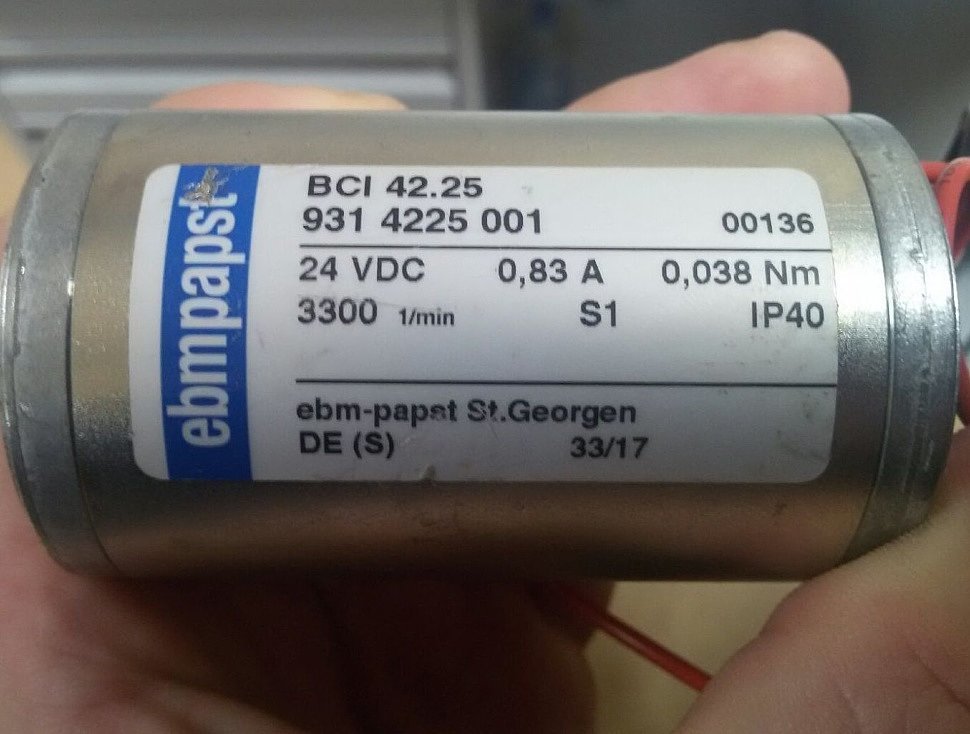 ebmpapst
BCI 42.25
931 4225 001 00136
24 VDC 0,83 A 0,038 Nm
3300 1/min S1 IP40
ebm-papst St.Georgen
DE (S) 33/17